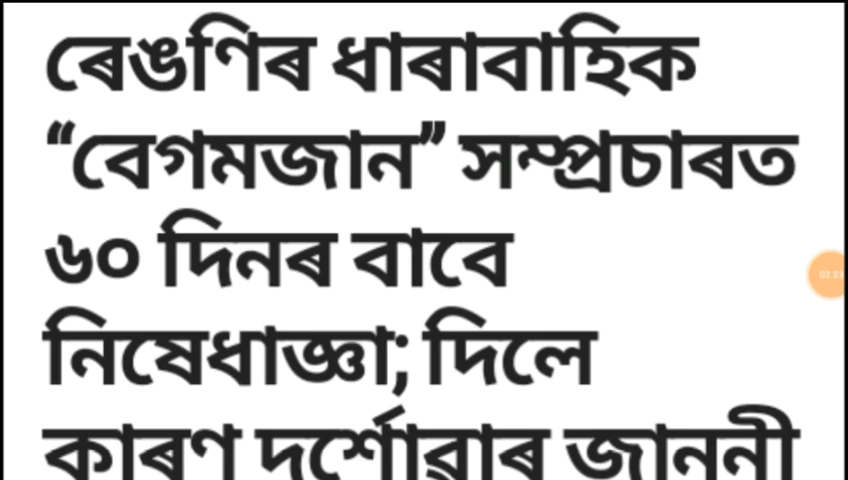 ৰেঙণিৰ ধাৰাবাহিক
“বেগমজান” সম্প্ৰচাৰত
৬০ দিনৰ বাবে
নিষেধাজ্ঞা; দিলে
কাৰণ দৰ্শোৱাৰ জাননী